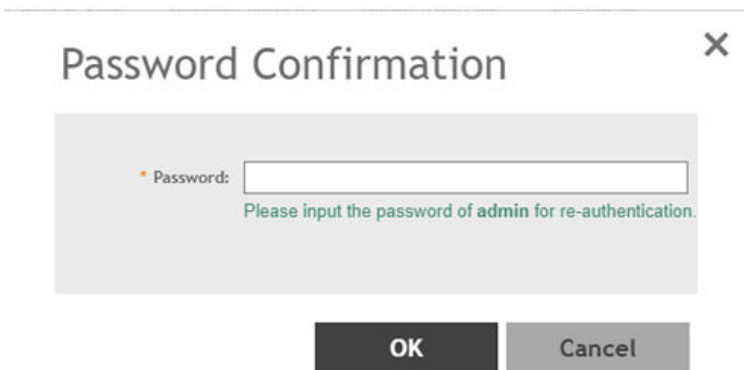 Password Confirmation
* Password:
Please input the password of admin for re-authentication.
OK
Cancel